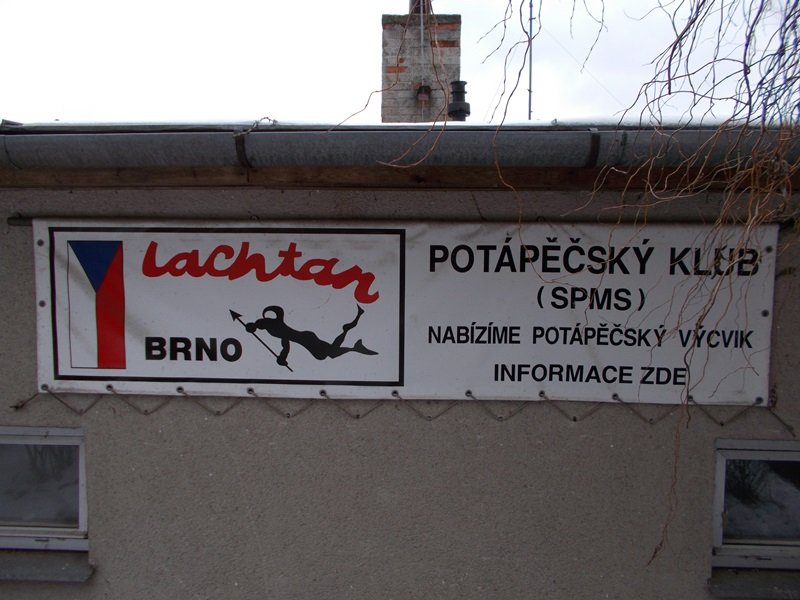 Lachtan
BRNO
POTÁPĚČSKÝ KLUB
(SPMS)
NABÍZÍME POTÁPĚČSKÝ VÝCVIK
INFORMACE ZDE